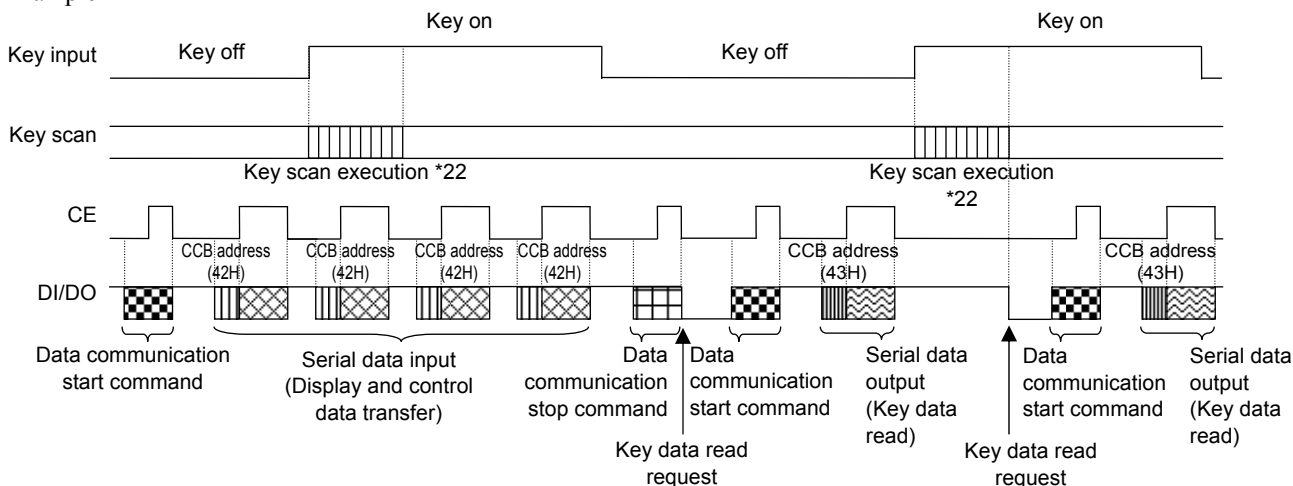 Key on
Key on
Key input
Key off
Key off
Key scan
Key scan execution *22
Key scan execution
*22
CE
CCB address
(42H)
CCB address
(42H)
CCB address
(42H)
CCB address
(42H)
CCB address
(43H)
CCB address
(43H)
DI/DO
Data communication
start command
Serial data input
(Display and control
data transfer)
Data
communication
stop command
Data
communication
start command
Serial data
output
(Key data
read)
Data
communication
start command
Serial data
output
(Key data
read)
Key data read
request
Key data read
request